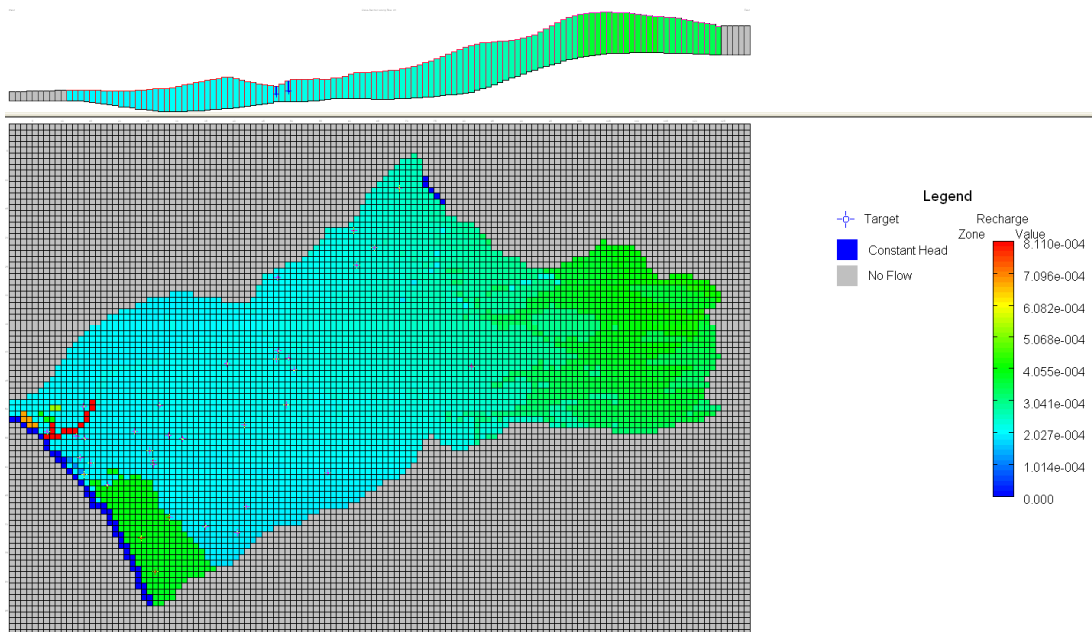 Legend
Target
Constant Head
No Flow
Recharge
Zone Value
8.110e-004
7.096e-004
6.082e-004
5.068e-004
4.055e-004
3.041e-004
2.027e-004
1.014e-004
0.000